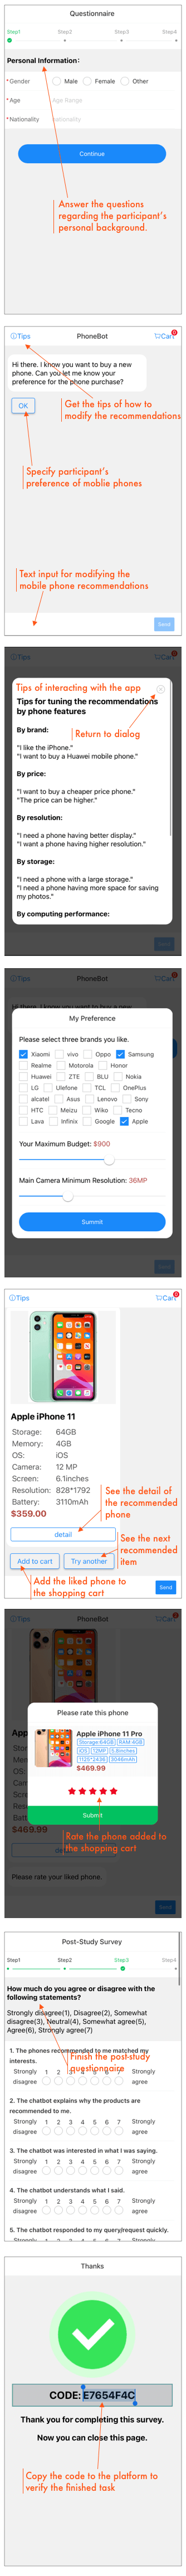 Questionnaire
Step1 Step2 Step3 Step4
Personal Information:
*Gender Male Female Other
*Age Age Range
*Nationality Nationality
Continue
Answer the questions
regarding the participant's
personal background.
Tips PhoneBot Cart 0
Hi there. I know you want to buy a new
phone. Can you let me know your
preference for the phone purchase?
OK
Get the tips of how to
modify the recommendations
Specify participant's
preference of moblie phones
Text input for modifying the
mobile phone recommendations
Send
Tips PhoneBot Cart
Tips of interacting with the app
Tips for tuning the recommendations
by phone features
Return to dialog
By brand:
"I like the iPhone."
"I want to buy a Huawei mobile phone."
By price:
"I want to buy a cheaper price phone."
"The price can be higher."
By resolution:
"I need a phone having better display."
"I want a phone having higher resolution."
By storage:
"I need a phone with a large storage."
"I need a phone having more space for saving
my photos."
By computing performance:
Send
Tips PhoneBot Cart
Hi there. I know you want to buy a new
My Preference
Please select three brands you like.
Xiaomi vivo Oppo Samsung
Realme Motorola Honor
Huawei ZTE BLU Nokia
LG Ulefone TCL OnePlus
alcatel Asus Lenovo Sony
HTC Meizu Wiko Tecno
Lava Infinix Google Apple
Your Maximum Budget: $900
Main Camera Minimum Resolution: 36MP
Summit
Send
Tips Cart 0
Apple iPhone 11
Storage: 64GB
Memory: 4GB
OS: iOS
Camera: 12 MP
Screen: 6.1inches
Resolution: 828*1792
Battery: 3110mAh
$359.00
detail
See the detail of
the recommended
phone
See the next
recommended
item
Add to cart Try another
Add the liked phone to
the shopping cart
Send
Tips PhoneBot Cart
Please rate this phone
Apple iPhone 11 Pro
Storage:64GB RAM:4GB
iOS 12MP 5.8inches
1125*2436 3046mAh
$469.99
Submit
Rate the phone added to
the shopping cart
$469.99
Please rate your liked phone.
Send
Post-Study Survey
Step1 Step2 Step3 Step4
How much do you agree or disagree with the
following statements?
Strongly disagree(1), Disagree(2), Somewhat
disagree(3), Neutral(4), Somewhat agree(5),
Agree(6), Strongly agree(7)
1. The phones recommended to me matched my
interests.
Finish the post-study
questionnaire
Strongly 1 2 3 4 5 6 7 Strongly
disagree agree
2. The chatbot explains why the products are
recommended to me.
Strongly 1 2 3 4 5 6 7 Strongly
disagree agree
3. The chatbot was interested in what I was saying.
Strongly 1 2 3 4 5 6 7 Strongly
disagree agree
4. The chatbot understands what I said.
Strongly 1 2 3 4 5 6 7 Strongly
disagree agree
5. The chatbot responded to my query/request quickly.
Strongly 1 2 3 4 5 6 7 Strongly
Thanks
CODE: E7654F4C
Thank you for completing this survey.
Now you can close this page.
Copy the code to the platform to
verify the finished task